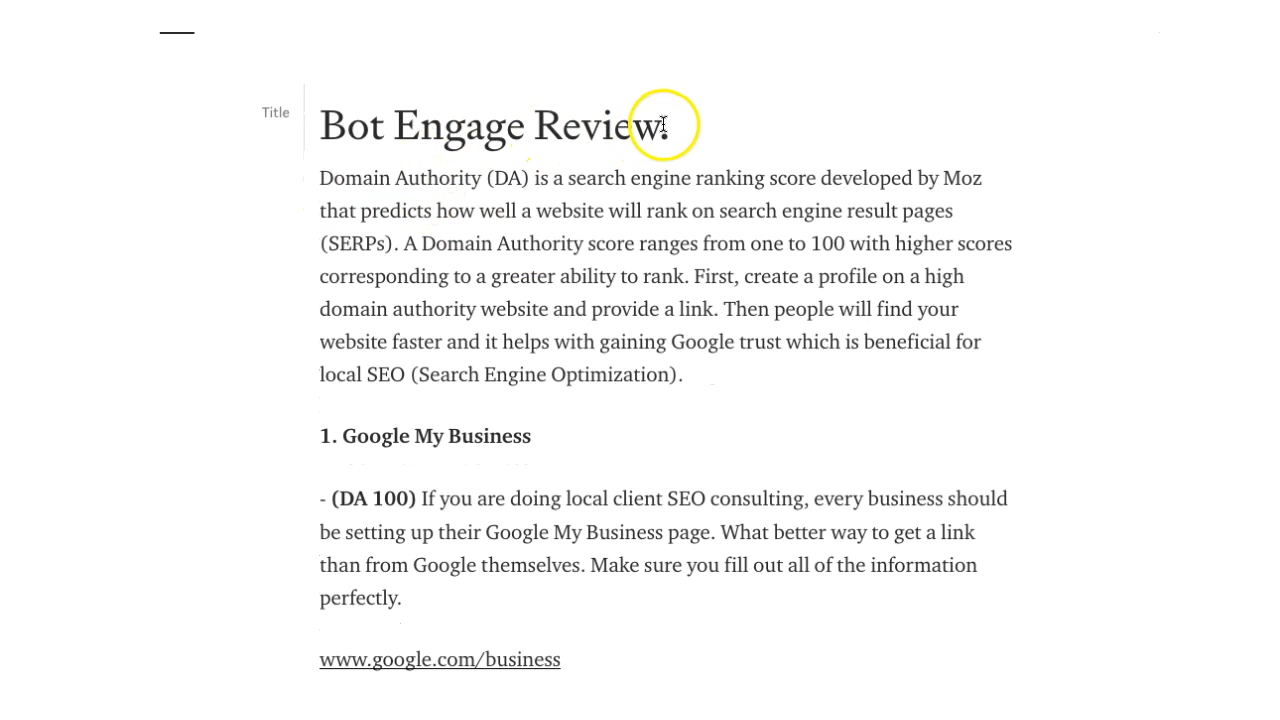 Title
Bot Engage Review.
Domain Authority (DA) is a search engine ranking score developed by Moz
that predicts how well a website will rank on search engine result pages
(SERPs). A Domain Authority score ranges from one to 100 with higher scores
corresponding to a greater ability to rank. First, create a profile on a high
domain authority website and provide a link. Then people will find your
website faster and it helps with gaining Google trust which is beneficial for
local SEO (Search Engine Optimization).
1. Google My Business
- (DA 100) If you are doing local client SEO consulting, every business should
be setting up their Google My Business page. What better way to get a link
than from Google themselves. Make sure you fill out all of the information
perfectly.
www.google.com/business